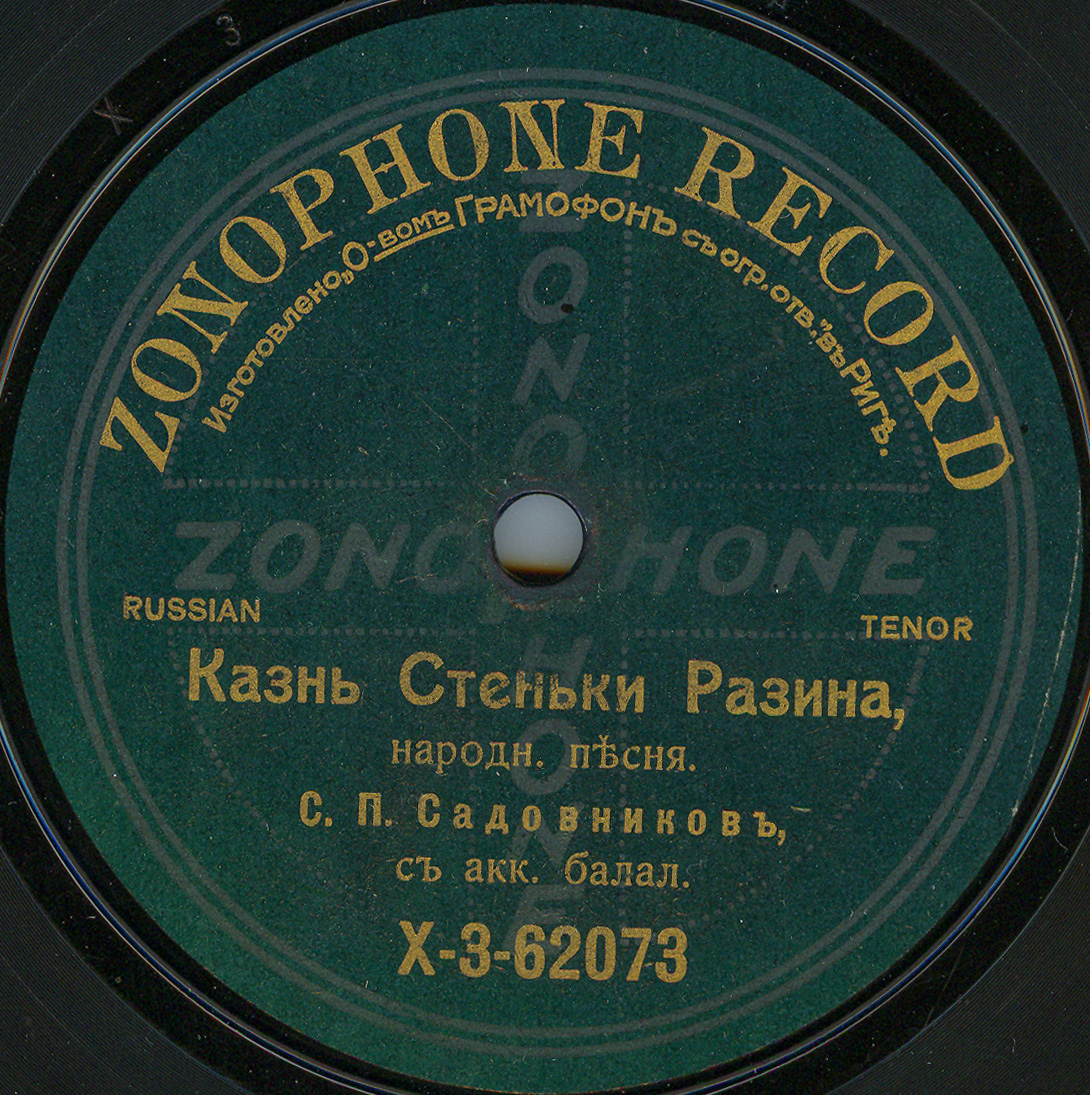 ZONOPHONE RECORD
Изготовлено „О-вомъ ГРАМОФОНЪ съ огр. отв.“ въ Ригѣ.
ZONOPHONE
ZONOPHONE
RUSSIAN
TENOR
Казнь Стеньки Разина,
народн. пѣсня.
С. П. Садовниковъ,
съ акк. балал.
X-3-62073